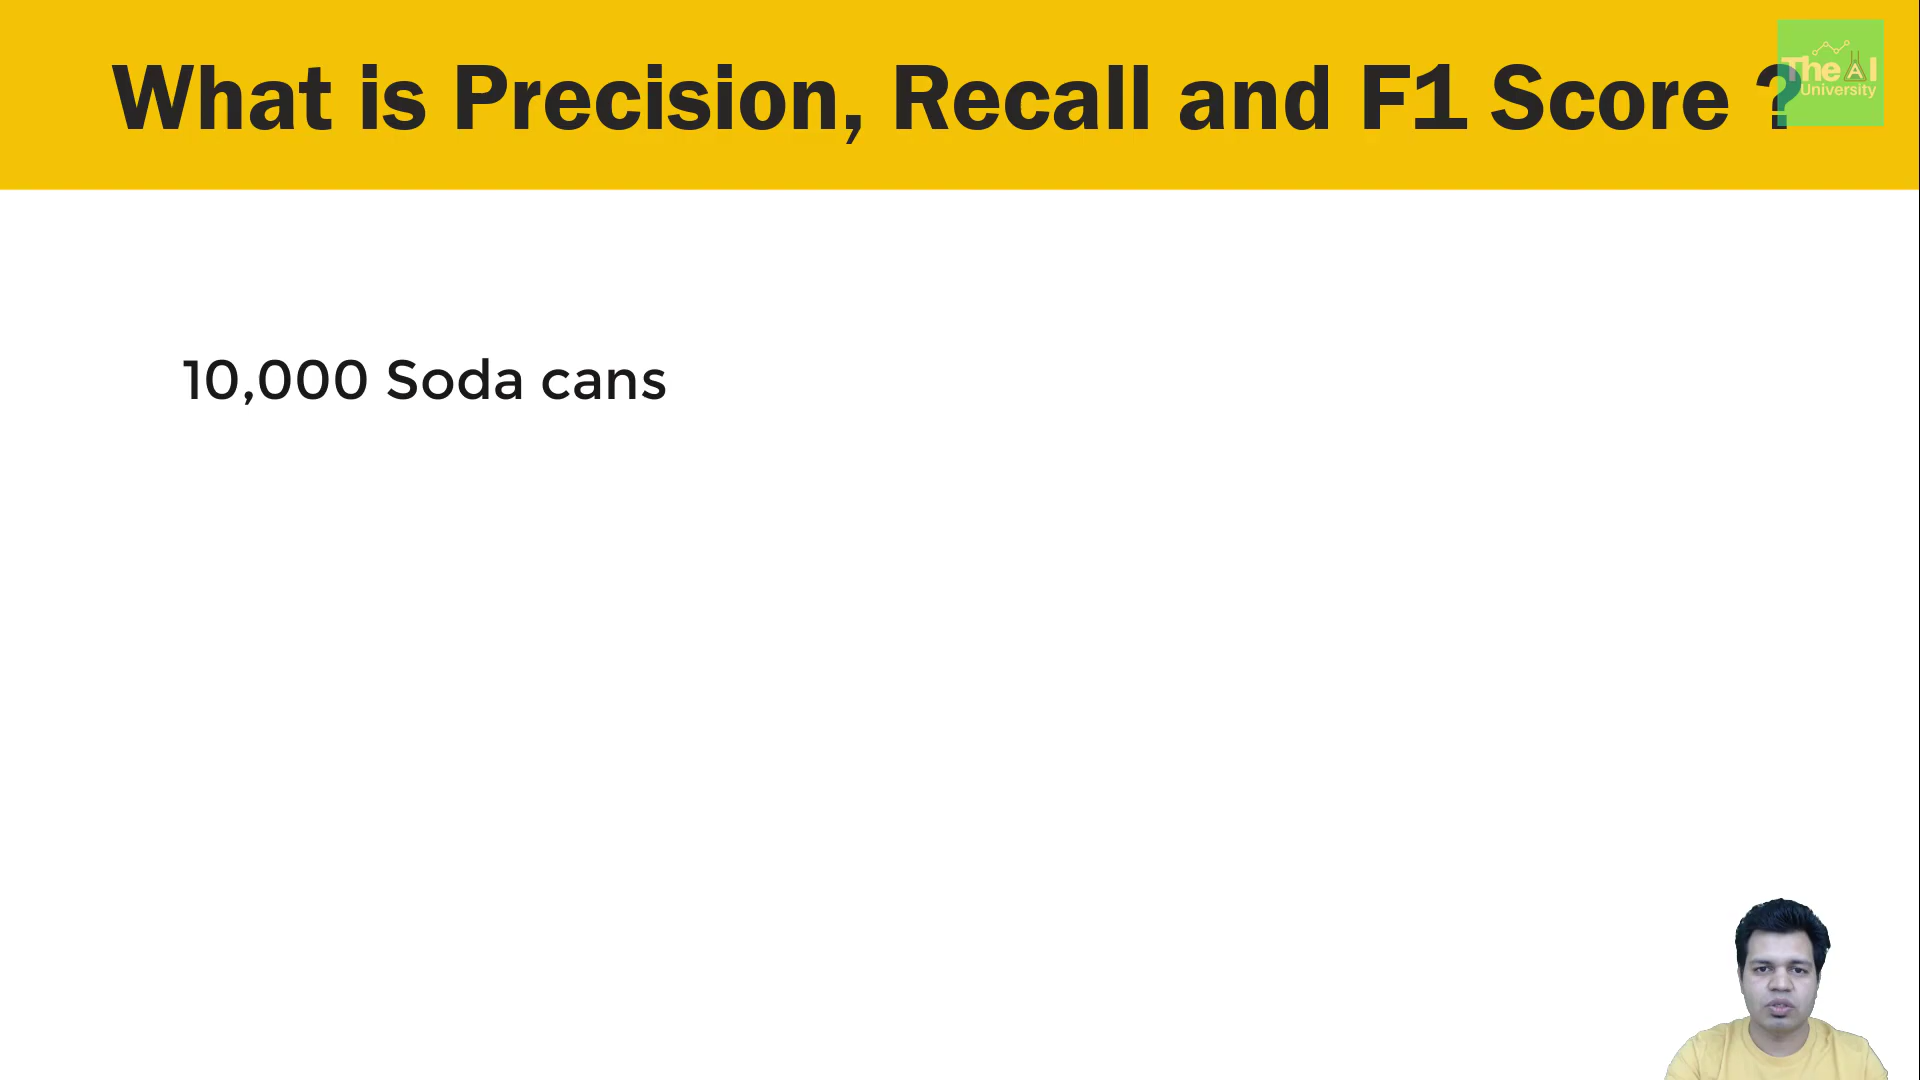 What is Precision, Recall and F1 Score ?
The AI
University
10,000 Soda cans